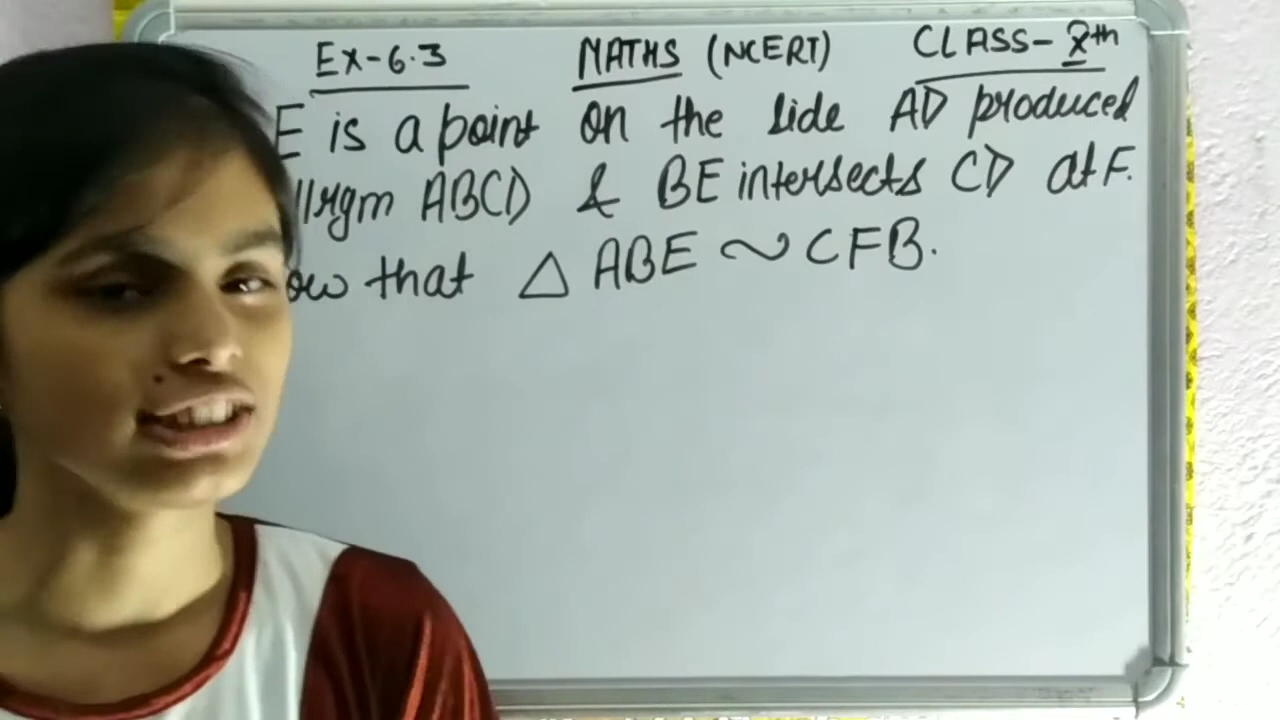 Ex-6.3 MATHS (NCERT) CLASS-Xth
E is a point on the side AD produced
||rgm ABCD & BE intersects CD at F.
ow that △ ABE ~ CFB.